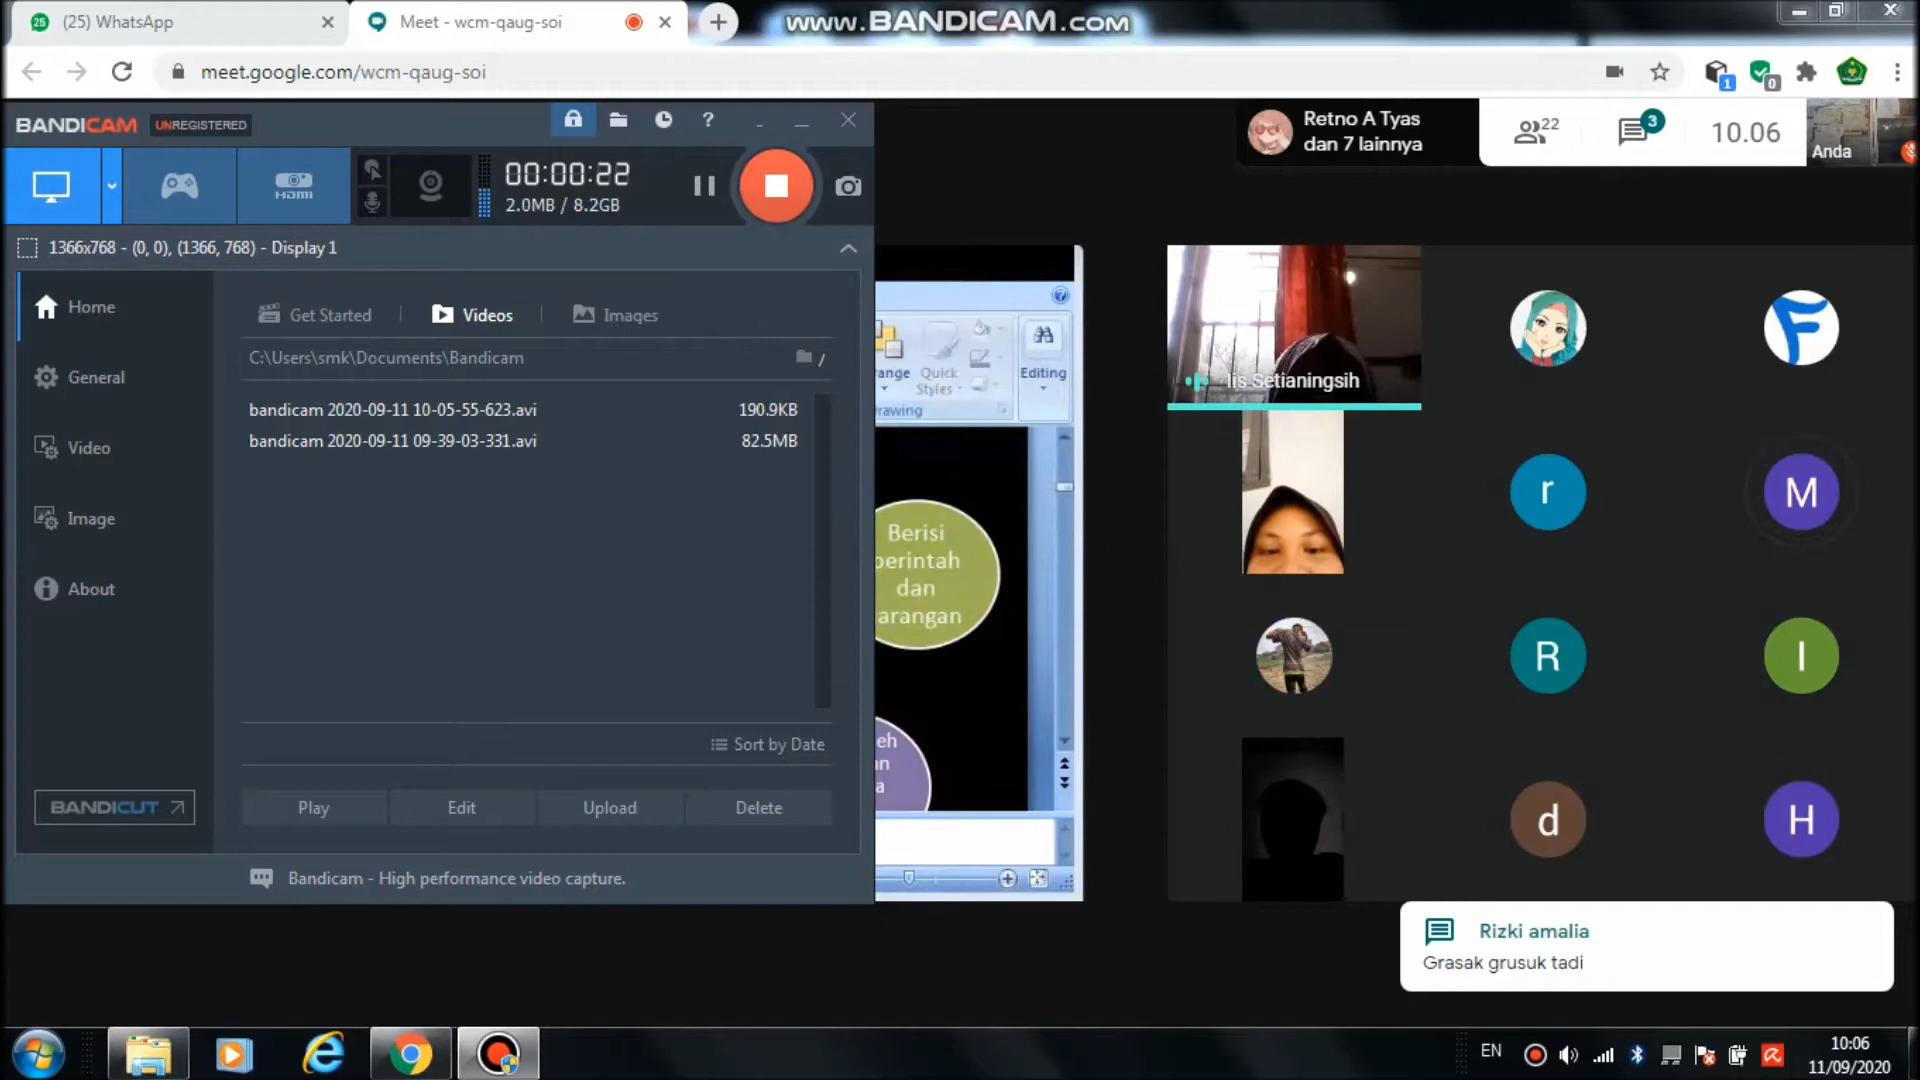 (25) WhatsApp
Meet - wcm-qaug-soi
www.BANDICAM.com
meet.google.com/wcm-qaug-soi
1
0
BANDICAM
UNREGISTERED
?
00:00:22
2.0MB / 8.2GB
HDMI
1366x768 - (0, 0), (1366, 768) - Display 1
Home
General
Video
Image
About
BANDICUT
Get Started
Videos
Images
C:\Users\smk\Documents\Bandicam
/
bandicam 2020-09-11 10-05-55-623.avi 190.9KB
bandicam 2020-09-11 09-39-03-331.avi 82.5MB
Sort by Date
Play
Edit
Upload
Delete
Bandicam - High performance video capture.
Quick
Styles
Editing
Berisi
dan
Retno A Tyas
dan 7 lainnya
22
3
10.06
Anda
Iis Setianingsih
F
r
M
R
I
d
H
Rizki amalia
Grasak grusuk tadi
EN
10:06
11/09/2020